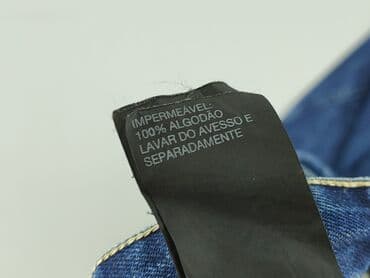 IMPERMEÁVEL:
100% ALGODÃO
LAVAR DO AVESSO E
SEPARADAMENTE